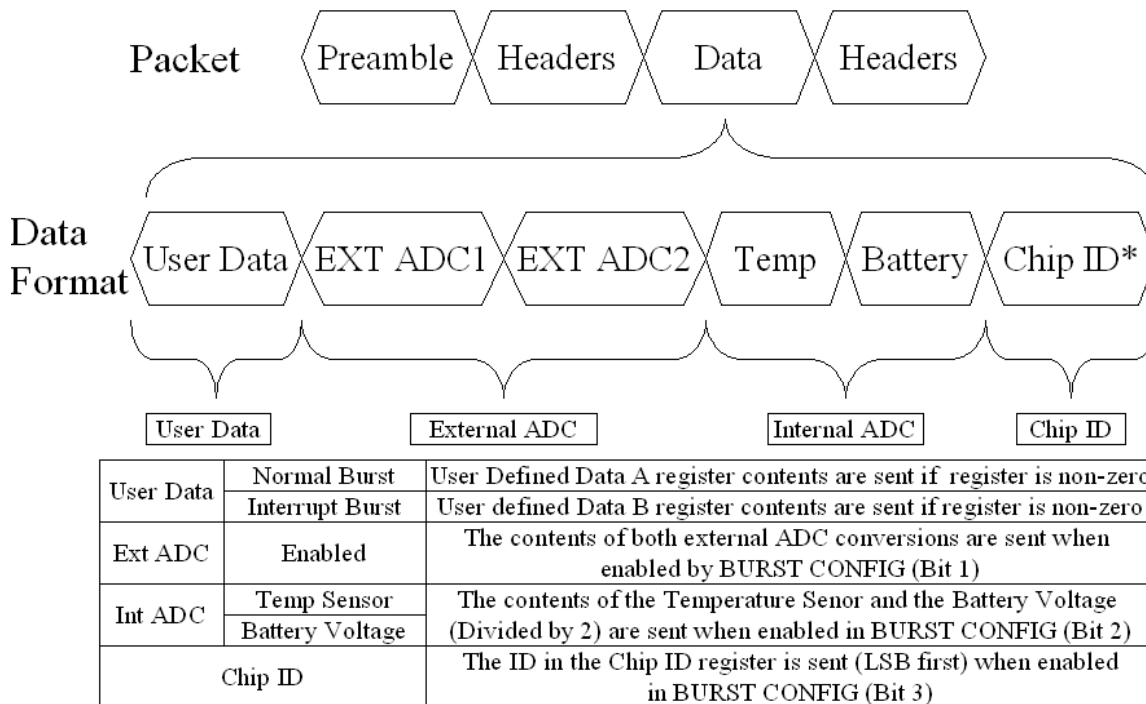 Packet
Preamble Headers Data Headers
Data
Format
User Data EXT ADC1 EXT ADC2 Temp Battery Chip ID*
User Data External ADC Internal ADC Chip ID
User Data
Normal Burst
User Defined Data A register contents are sent if register is non-zero
Interrupt Burst
User defined Data B register contents are sent if register is non-zero
Ext ADC
Enabled
The contents of both external ADC conversions are sent when
enabled by BURST CONFIG (Bit 1)
Int ADC
Temp Sensor
Battery Voltage
The contents of the Temperature Senor and the Battery Voltage
(Divided by 2) are sent when enabled in BURST CONFIG (Bit 2)
Chip ID
The ID in the Chip ID register is sent (LSB first) when enabled
in BURST CONFIG (Bit 3)